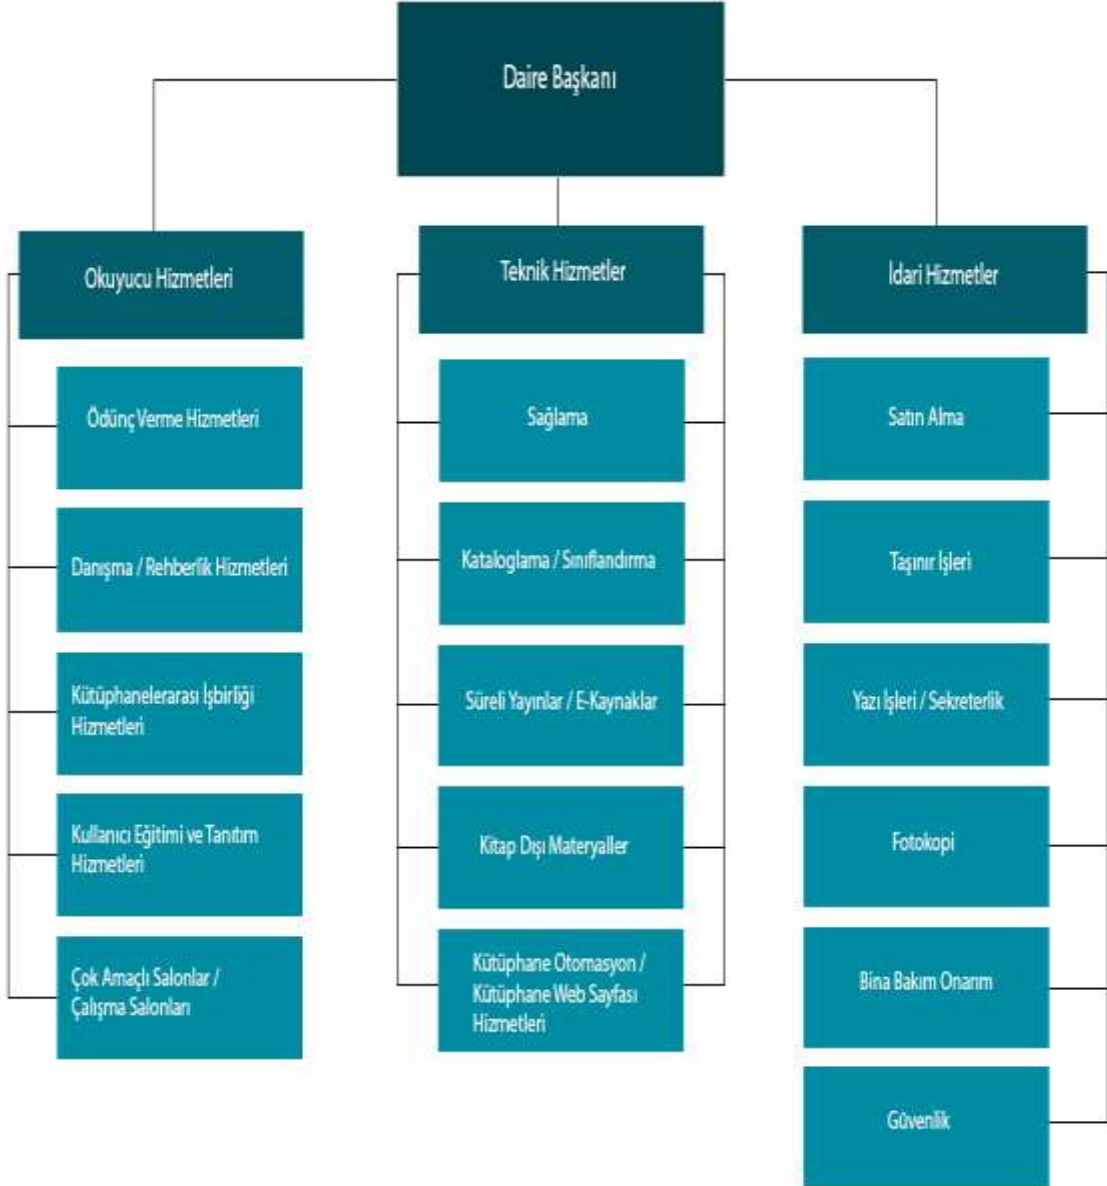 Daire Başkanı
Okuyucu Hizmetleri
Ödünç Verme Hizmetleri
Danışma / Rehberlik Hizmetleri
Kütüphanelerarası İşbirliği
Hizmetleri
Kullanıcı Eğitimi ve Tanıtım
Hizmetleri
Çok Amaçlı Salonlar /
Çalışma Salonları
Teknik Hizmetler
Sağlama
Kataloglama / Sınıflandırma
Süreli Yayınlar / E-Kaynaklar
Kitap Dışı Materyaller
Kütüphane Otomasyon /
Kütüphane Web Sayfası
Hizmetleri
İdari Hizmetler
Satın Alma
Taşınır İşleri
Yazı İşleri / Sekreterlik
Fotokopi
Bina Bakım Onarım
Güvenlik